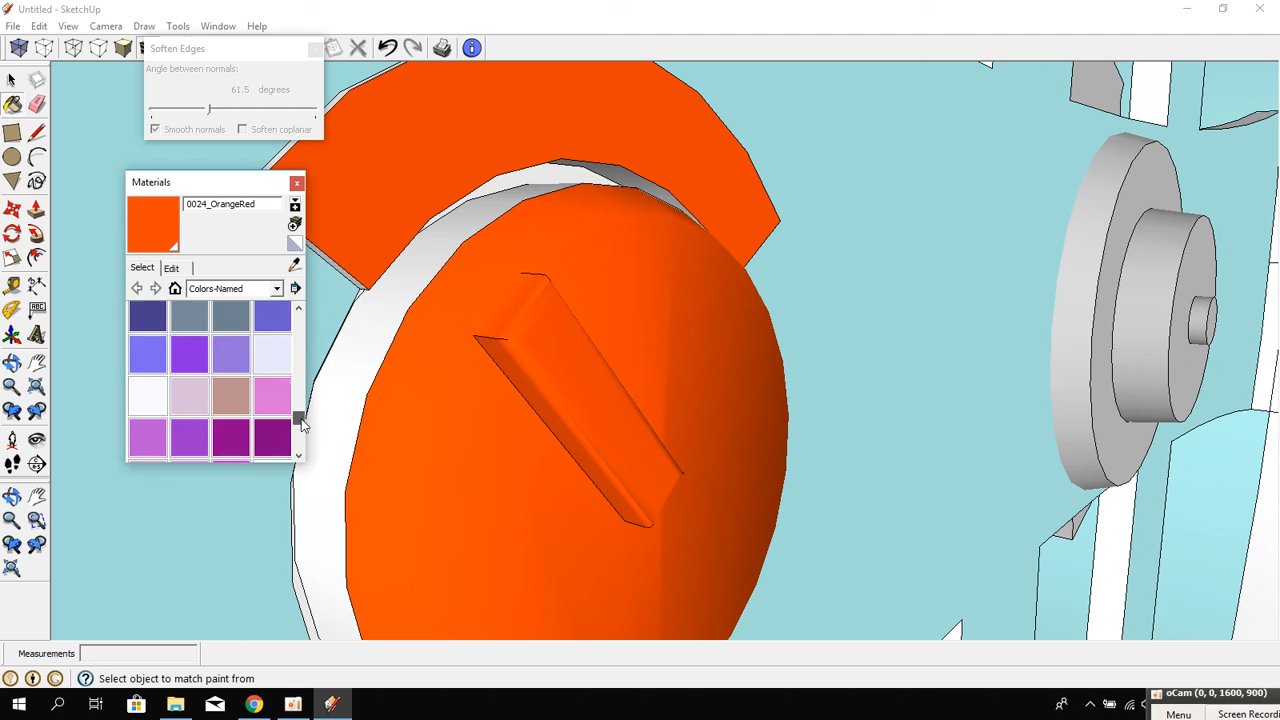 Untitled - SketchUp
File Edit View Camera Draw Tools Window Help
Soften Edges
Angle between normals:
61.5 degrees
Smooth normals Soften coplanar
Materials
0024_OrangeRed
Select Edit
Colors-Named
ABC
Measurements
Select object to match paint from
oCam (0, 0, 1600, 900)
Menu Screen Recordi